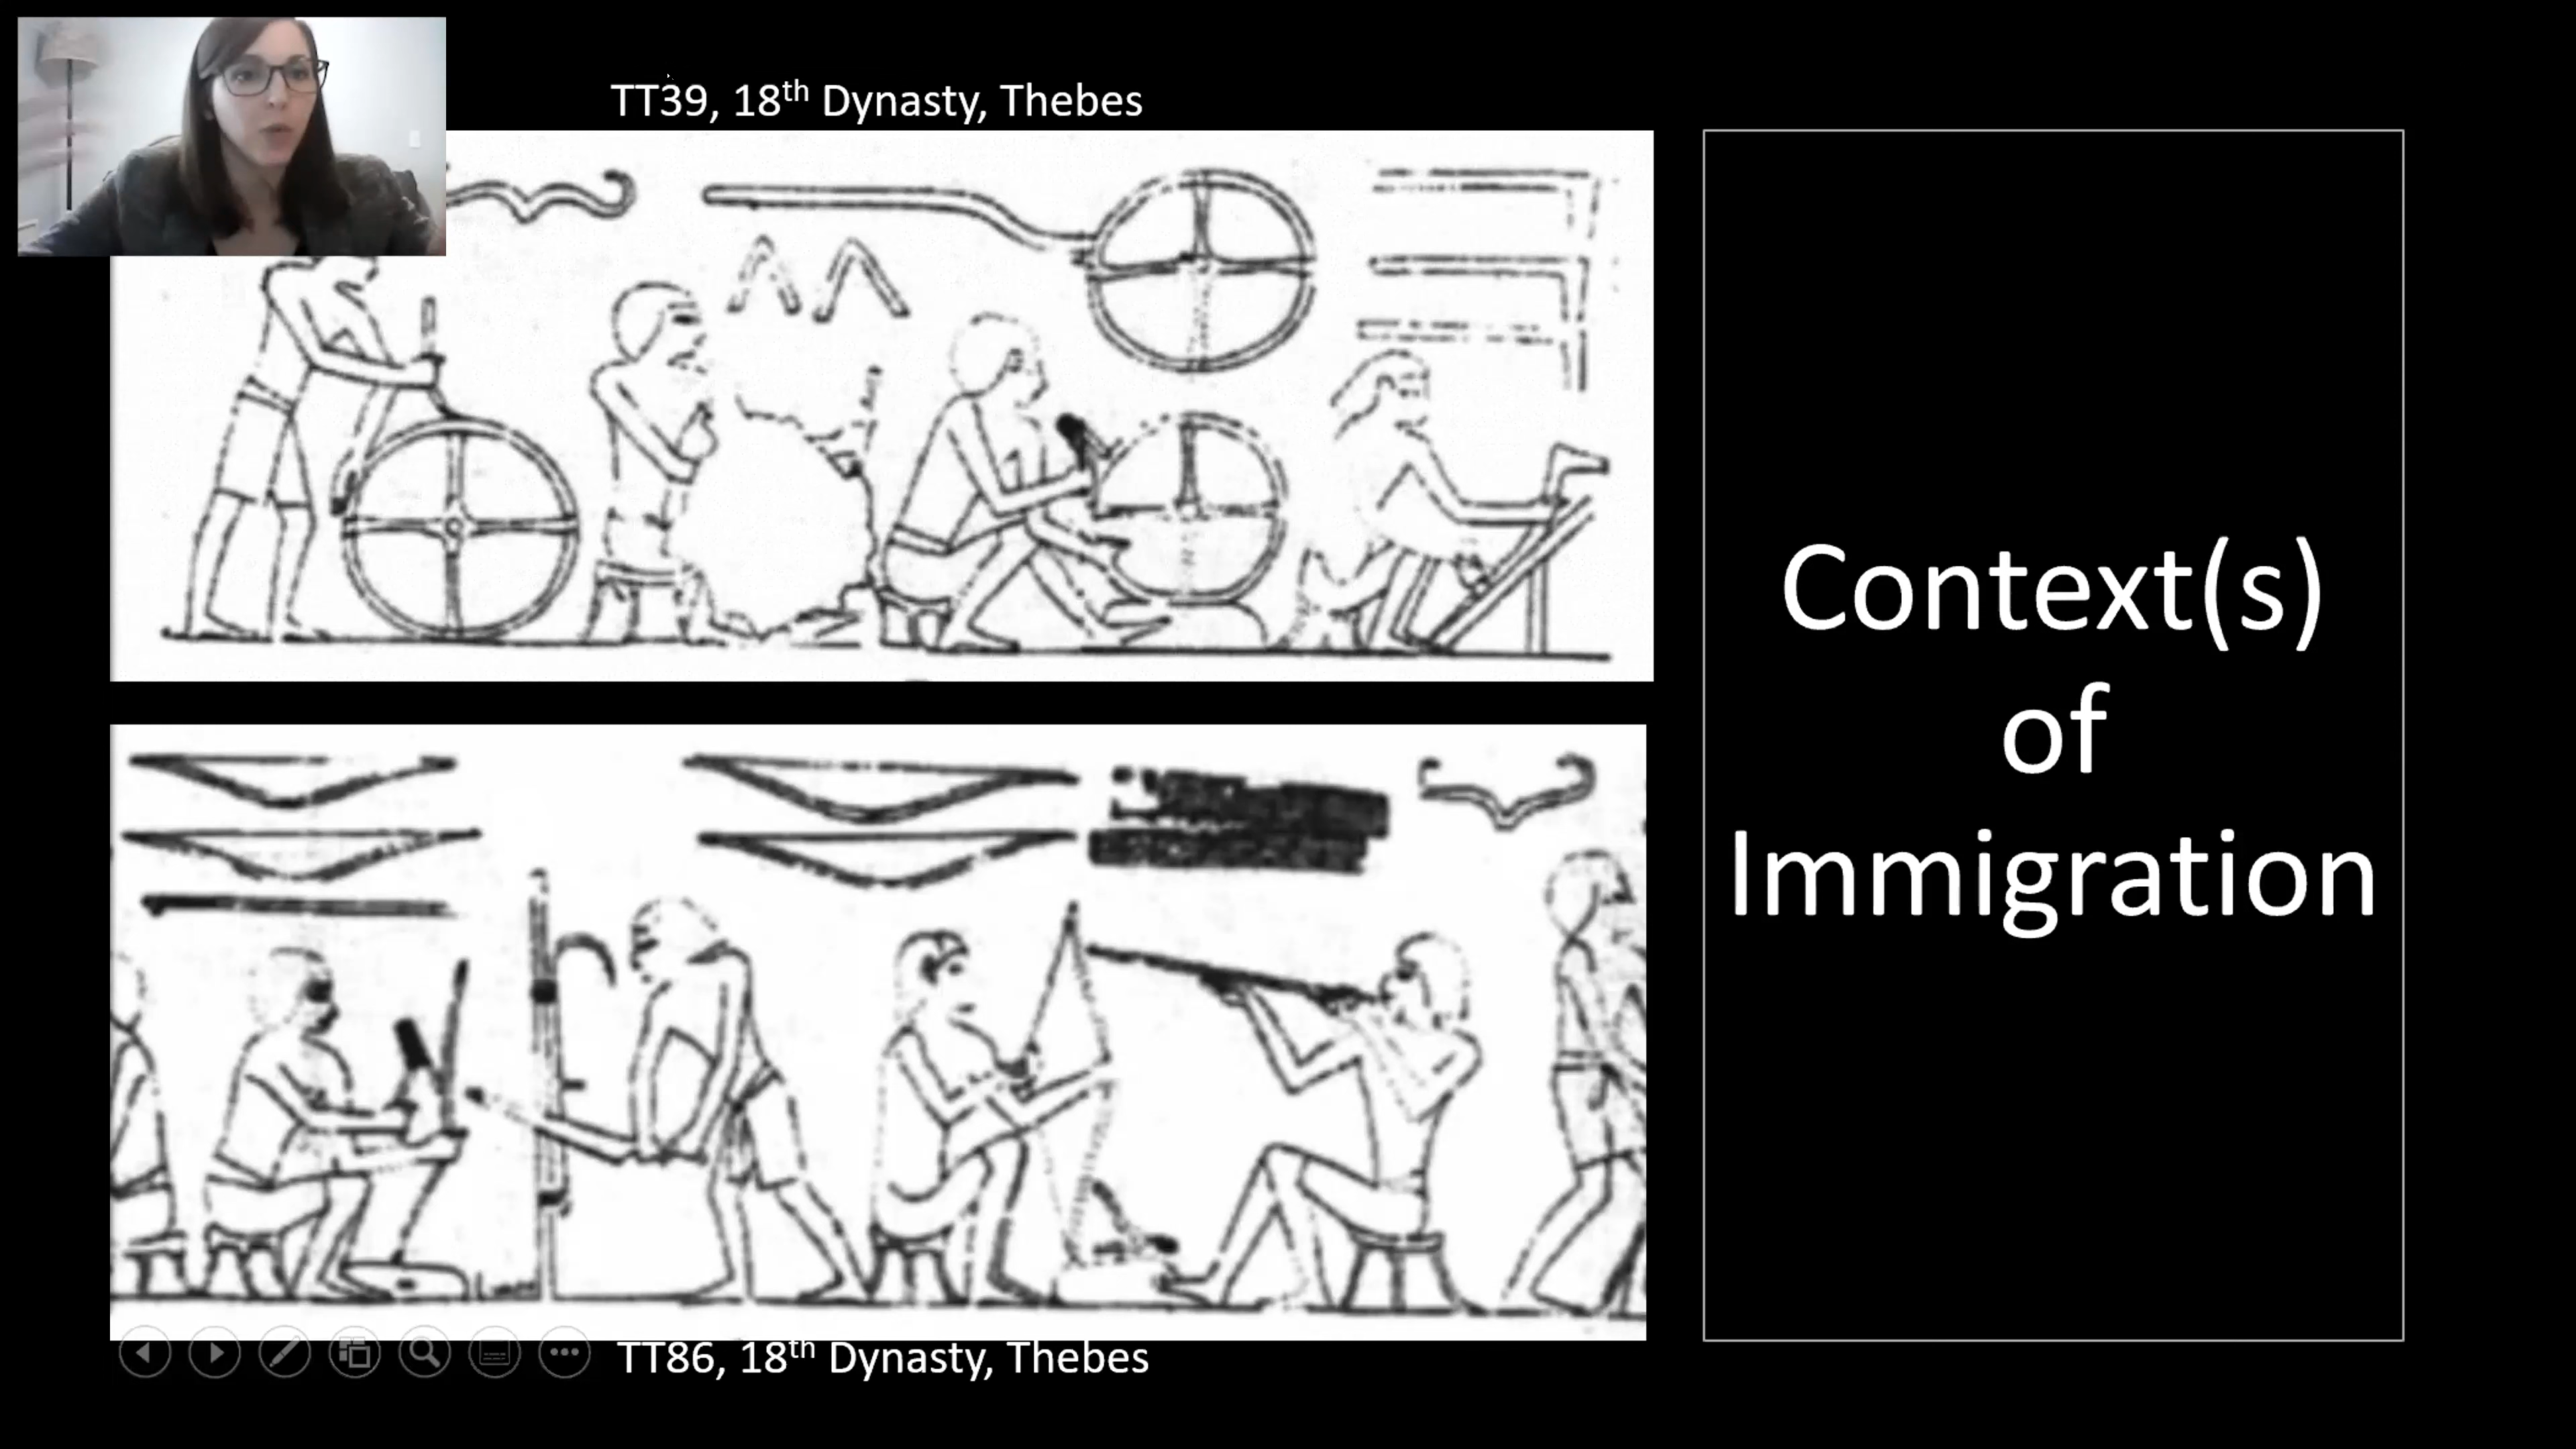 TT39, 18th Dynasty, Thebes
Context(s)
of
Immigration
TT86, 18th Dynasty, Thebes